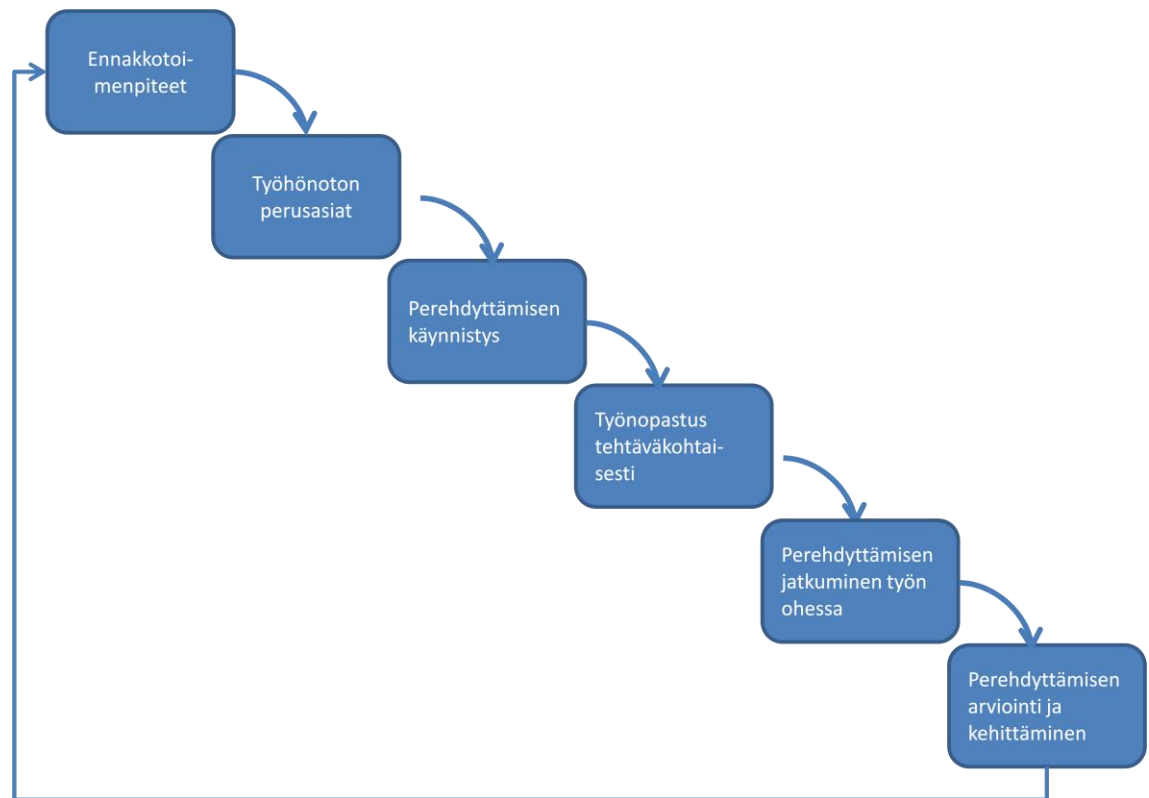 Ennakkotoi-
menpiteet
Työhönoton
perusasiat
Perehdyttämisen
käynnistys
Työnopastus
tehtäväkohtai-
sesti
Perehdyttämisen
jatkuminen työn
ohessa
Perehdyttämisen
arviointi ja
kehittäminen